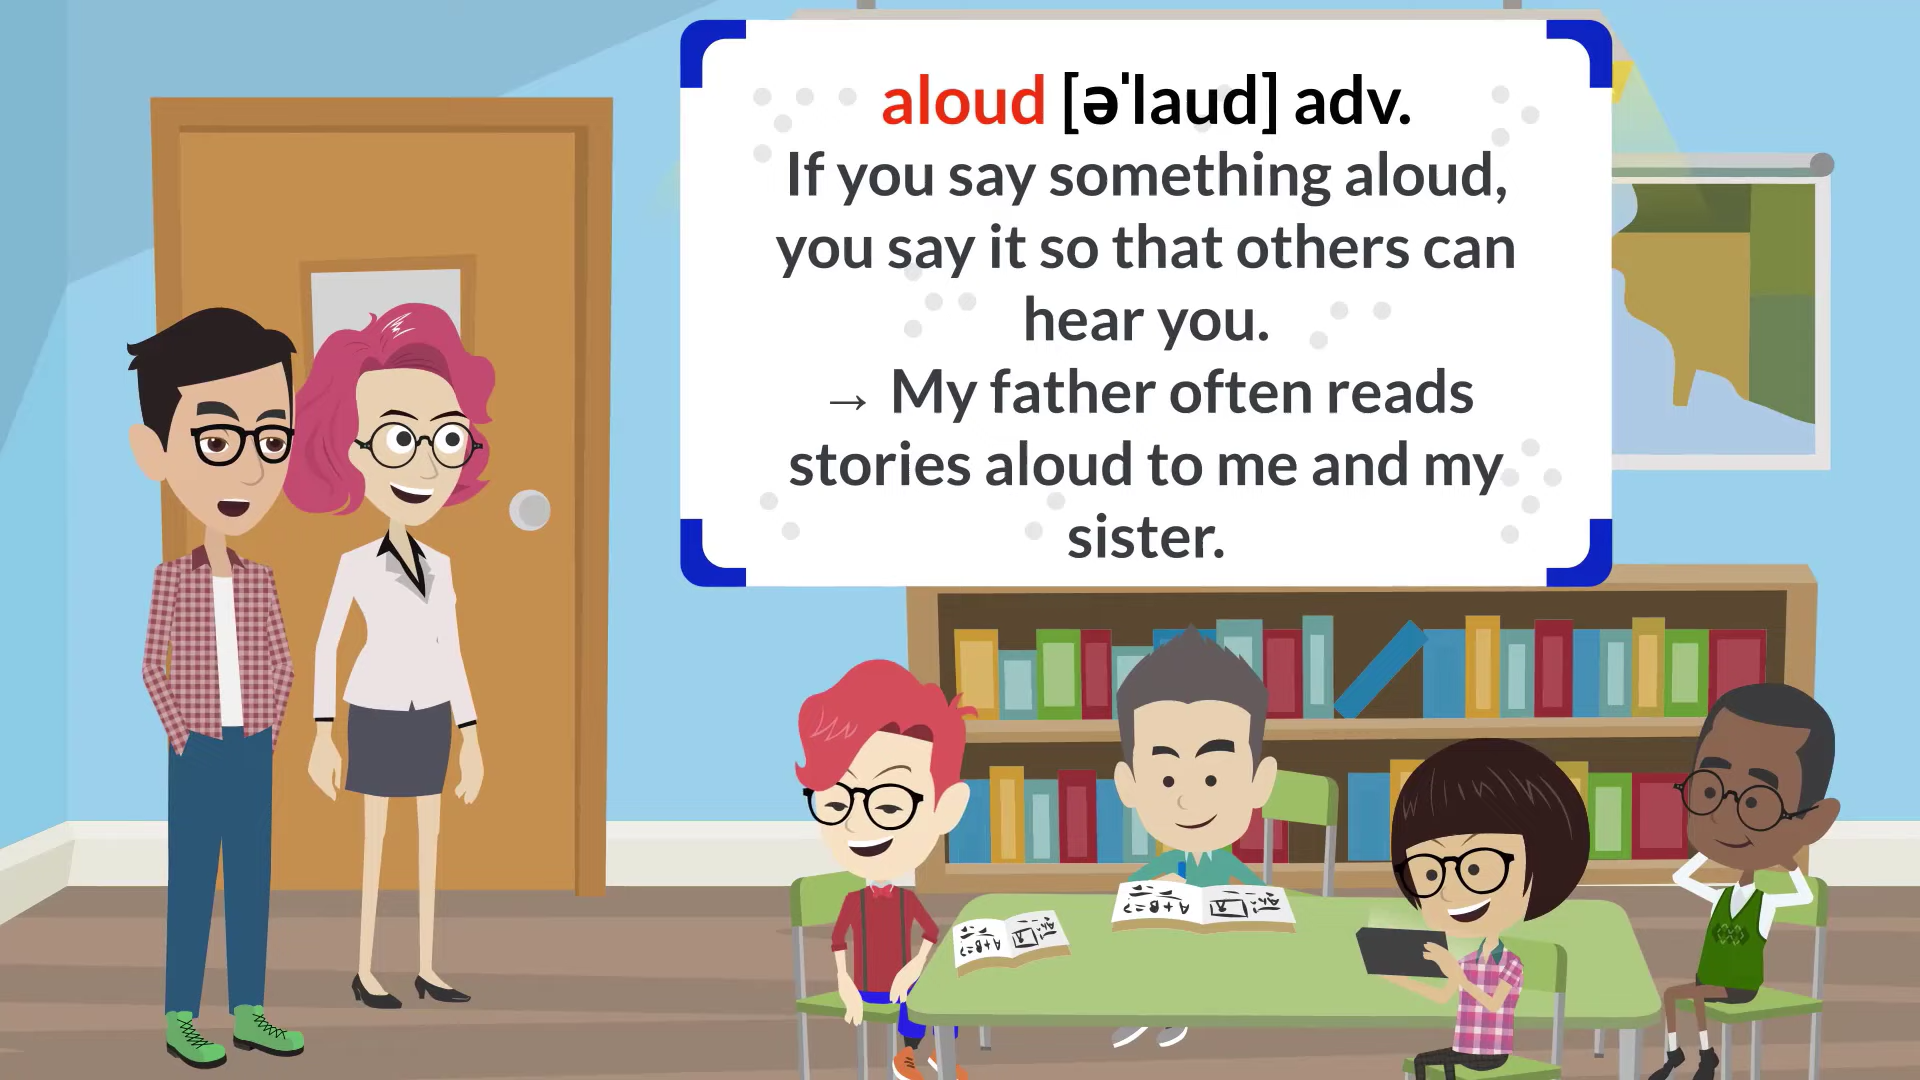 aloud [ə'laud] adv.
If you say something aloud,
you say it so that others can
hear you.
→ My father often reads
stories aloud to me and my
sister.